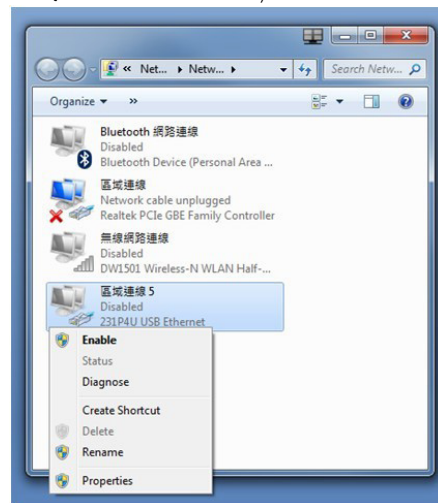 « Net... ▸ Netw... ▸
Search Netw...
Organize ▾ »
Bluetooth 網路連線
Disabled
Bluetooth Device (Personal Area ...
區域連線
Network cable unplugged
Realtek PCIe GBE Family Controller
無線網路連線
Disabled
DW1501 Wireless-N WLAN Half-...
區域連線 5
Disabled
231P4U USB Ethernet
Enable
Status
Diagnose
Create Shortcut
Delete
Rename
Properties